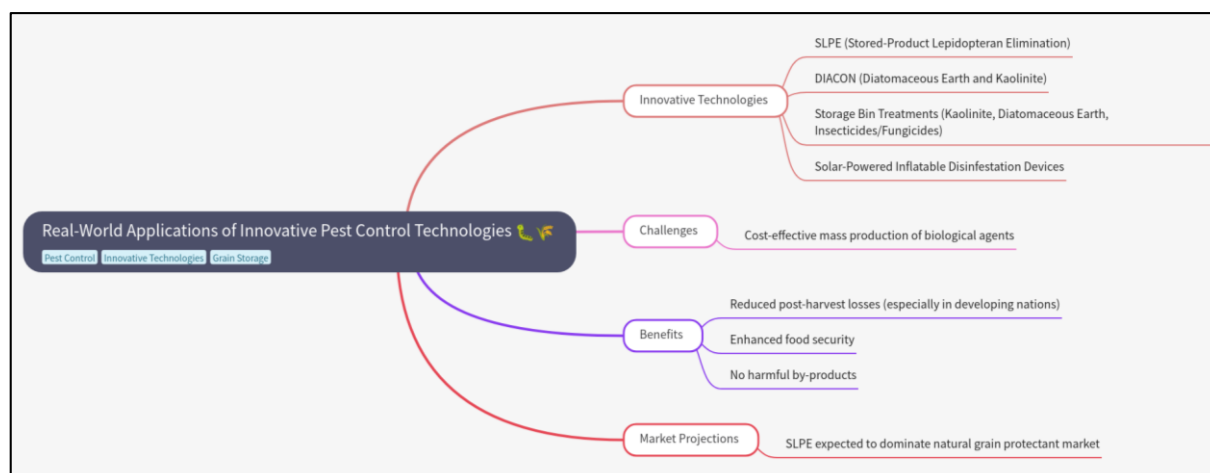 Real-World Applications of Innovative Pest Control Technologies 🐛🌾
Pest Control Innovative Technologies Grain Storage
Innovative Technologies
SLPE (Stored-Product Lepidopteran Elimination)
DIACON (Diatomaceous Earth and Kaolinite)
Storage Bin Treatments (Kaolinite, Diatomaceous Earth,
Insecticides/Fungicides)
Solar-Powered Inflatable Disinfestation Devices
Challenges
Cost-effective mass production of biological agents
Benefits
Reduced post-harvest losses (especially in developing nations)
Enhanced food security
No harmful by-products
Market Projections
SLPE expected to dominate natural grain protectant market